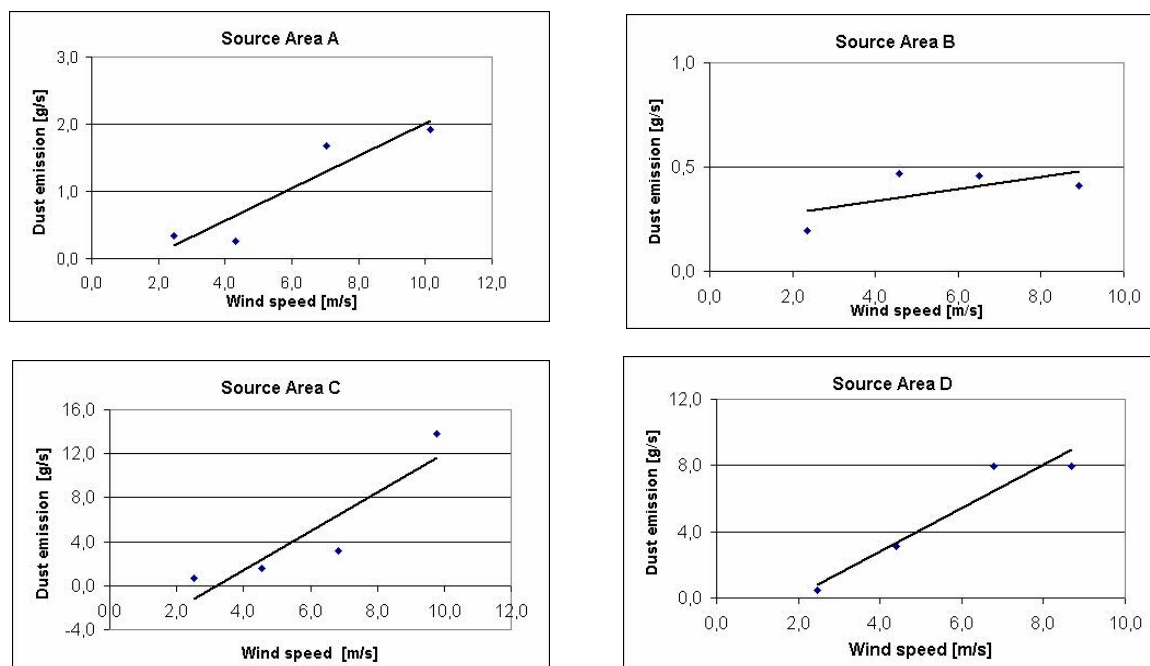 Source Area A
Dust emission [g/s]
3,0
2,0
1,0
0,0
0,0 2,0 4,0 6,0 8,0 10,0 12,0
Wind speed [m/s]
Source Area B
Dust emission [g/s]
1,0
0,5
0,0
0,0 2,0 4,0 6,0 8,0 10,0
Wind speed [m/s]
Source Area C
Dust emission [g/s]
16,0
12,0
8,0
4,0
0,0
-4,0
0,0 2,0 4,0 6,0 8,0 10,0 12,0
Wind speed [m/s]
Source Area D
Dust emission [g/s]
12,0
8,0
4,0
0,0
0,0 2,0 4,0 6,0 8,0 10,0
Wind speed [m/s]